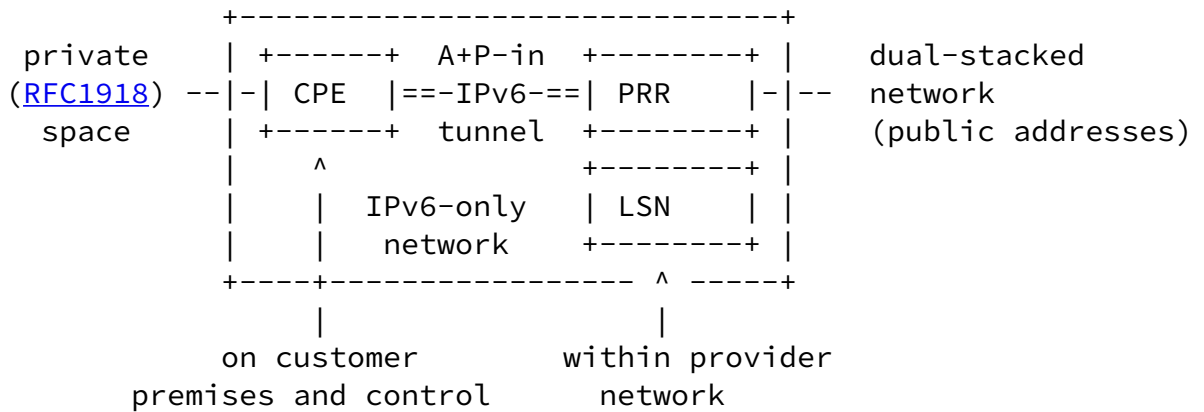 +-----------------------------------+
private | +------+ A+P-in +--------+ | dual-stacked
(RFC1918) --|-| CPE |==-IPv6-==| PRR |-|-- network
space | +------+ tunnel +--------+ | (public addresses)
| ^ +--------+ |
| | IPv6-only | LSN | |
| | network +--------+ |
+----+------------------- ^ ------+
| |
on customer within provider
premises and control network